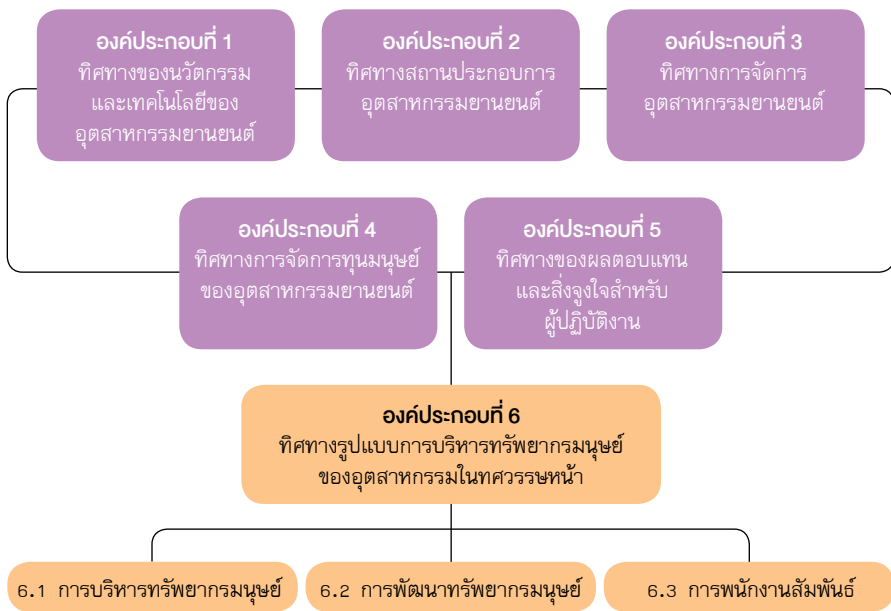 องค์ประกอบที่ 1
ทิศทางของนวัตกรรม
และเทคโนโลยีของ
อุตสาหกรรมยานยนต์
องค์ประกอบที่ 2
ทิศทางสถานประกอบการ
อุตสาหกรรมยานยนต์
องค์ประกอบที่ 3
ทิศทางการจัดการ
อุตสาหกรรมยานยนต์
องค์ประกอบที่ 4
ทิศทางการจัดการทุนมนุษย์
ของอุตสาหกรรมยานยนต์
องค์ประกอบที่ 5
ทิศทางของผลตอบแทน
และสิ่งจูงใจสำหรับ
ผู้ปฏิบัติงาน
องค์ประกอบที่ 6
ทิศทางรูปแบบการบริหารทรัพยากรมนุษย์
ของอุตสาหกรรมในทศวรรษหน้า
6.1 การบริหารทรัพยากรมนุษย์
6.2 การพัฒนาทรัพยากรมนุษย์
6.3 การพนักงานสัมพันธ์